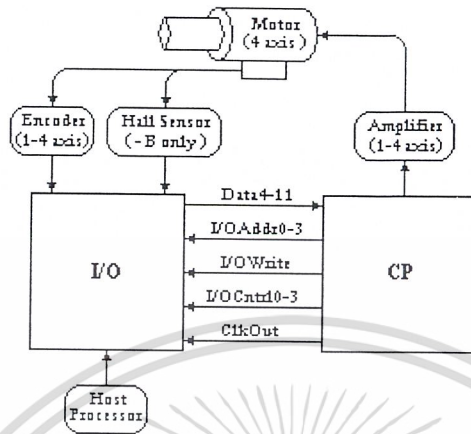 Motor
(4 axis)
Encoder
(1-4 axis)
Hall Sensor
(-B only)
Amplifier
(1-4 axis)
Data4-11
I/OAddr0-3
I/OWrite
I/OCntrl0-3
ClkOut
I/O
CP
Host
Processor